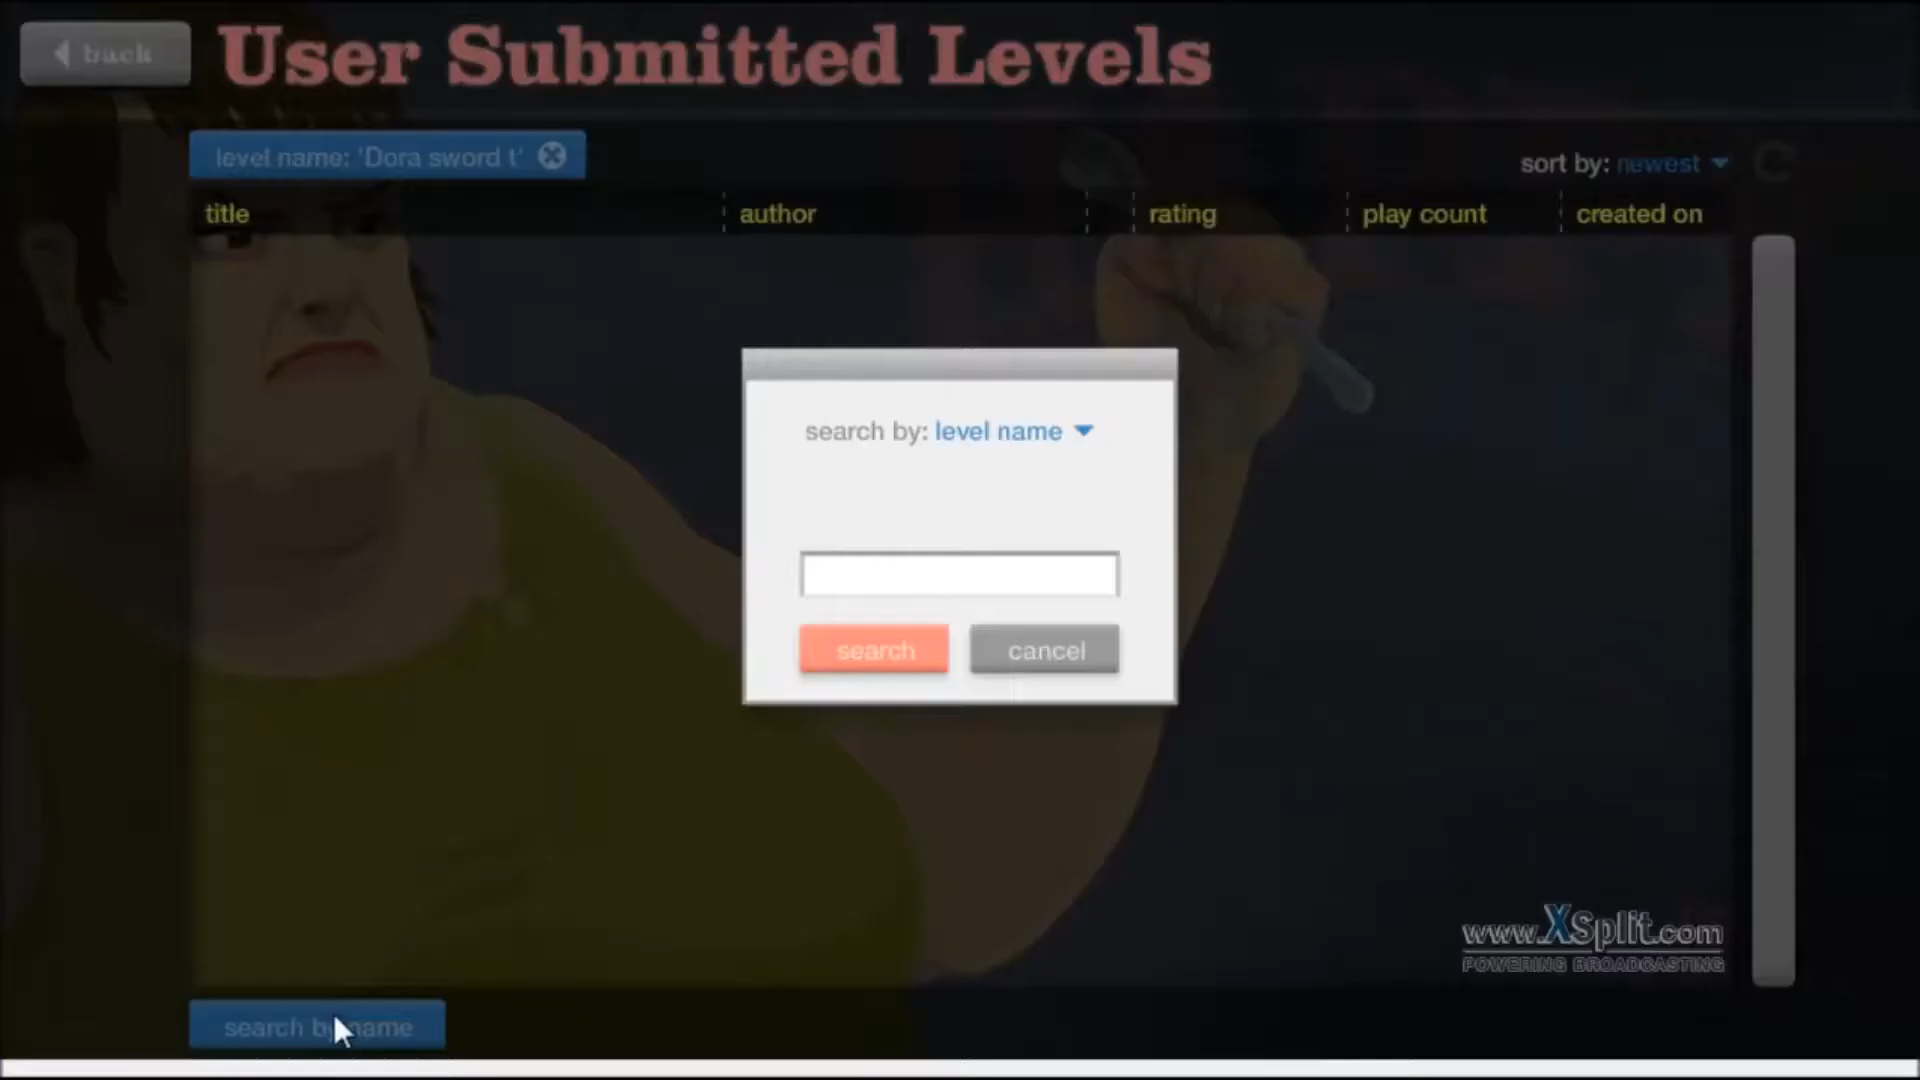 back
User Submitted Levels
level name: 'Dora sword t'
sort by: newest
title
author
rating
play count
created on
search by: level name
search
cancel
www.XSplit.com
POWERING BROADCASTING
search by name